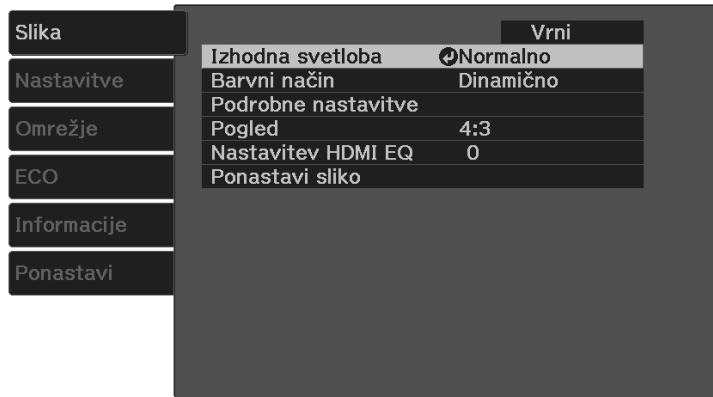 Slika
Nastavitve
Omrežje
ECO
Informacije
Ponastavi
Vrni
Izhodna svetloba Normalno
Barvni način Dinamično
Podrobne nastavitve
Pogled 4:3
Nastavitev HDMI EQ 0
Ponastavi sliko